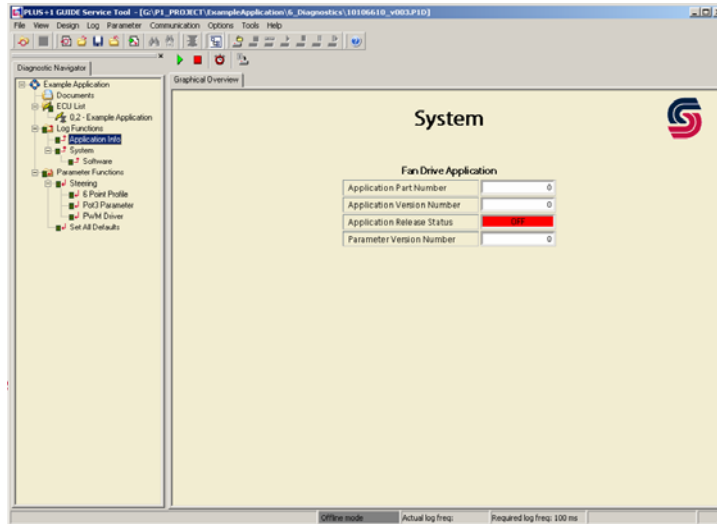 PLUS+1 GUIDE Service Tool - [G:\P1_PROJECT\ExampleApplication\6_Diagnostics\10106610_v003.P1D]
File View Design Log Parameter Communication Options Tools Help
Diagnostic Navigator
Graphical Overview
Example Application
Documents
ECU List
0.2 - Example Application
Log Functions
Application Info
System
Software
Parameter Functions
Steering
6 Point Profile
Pot3 Parameter
PWM Driver
Set All Defaults
System
Fan Drive Application
Application Part Number 0
Application Version Number 0
Application Release Status OFF
Parameter Version Number 0
Offline mode Actual log freq: Required log freq: 100 ms